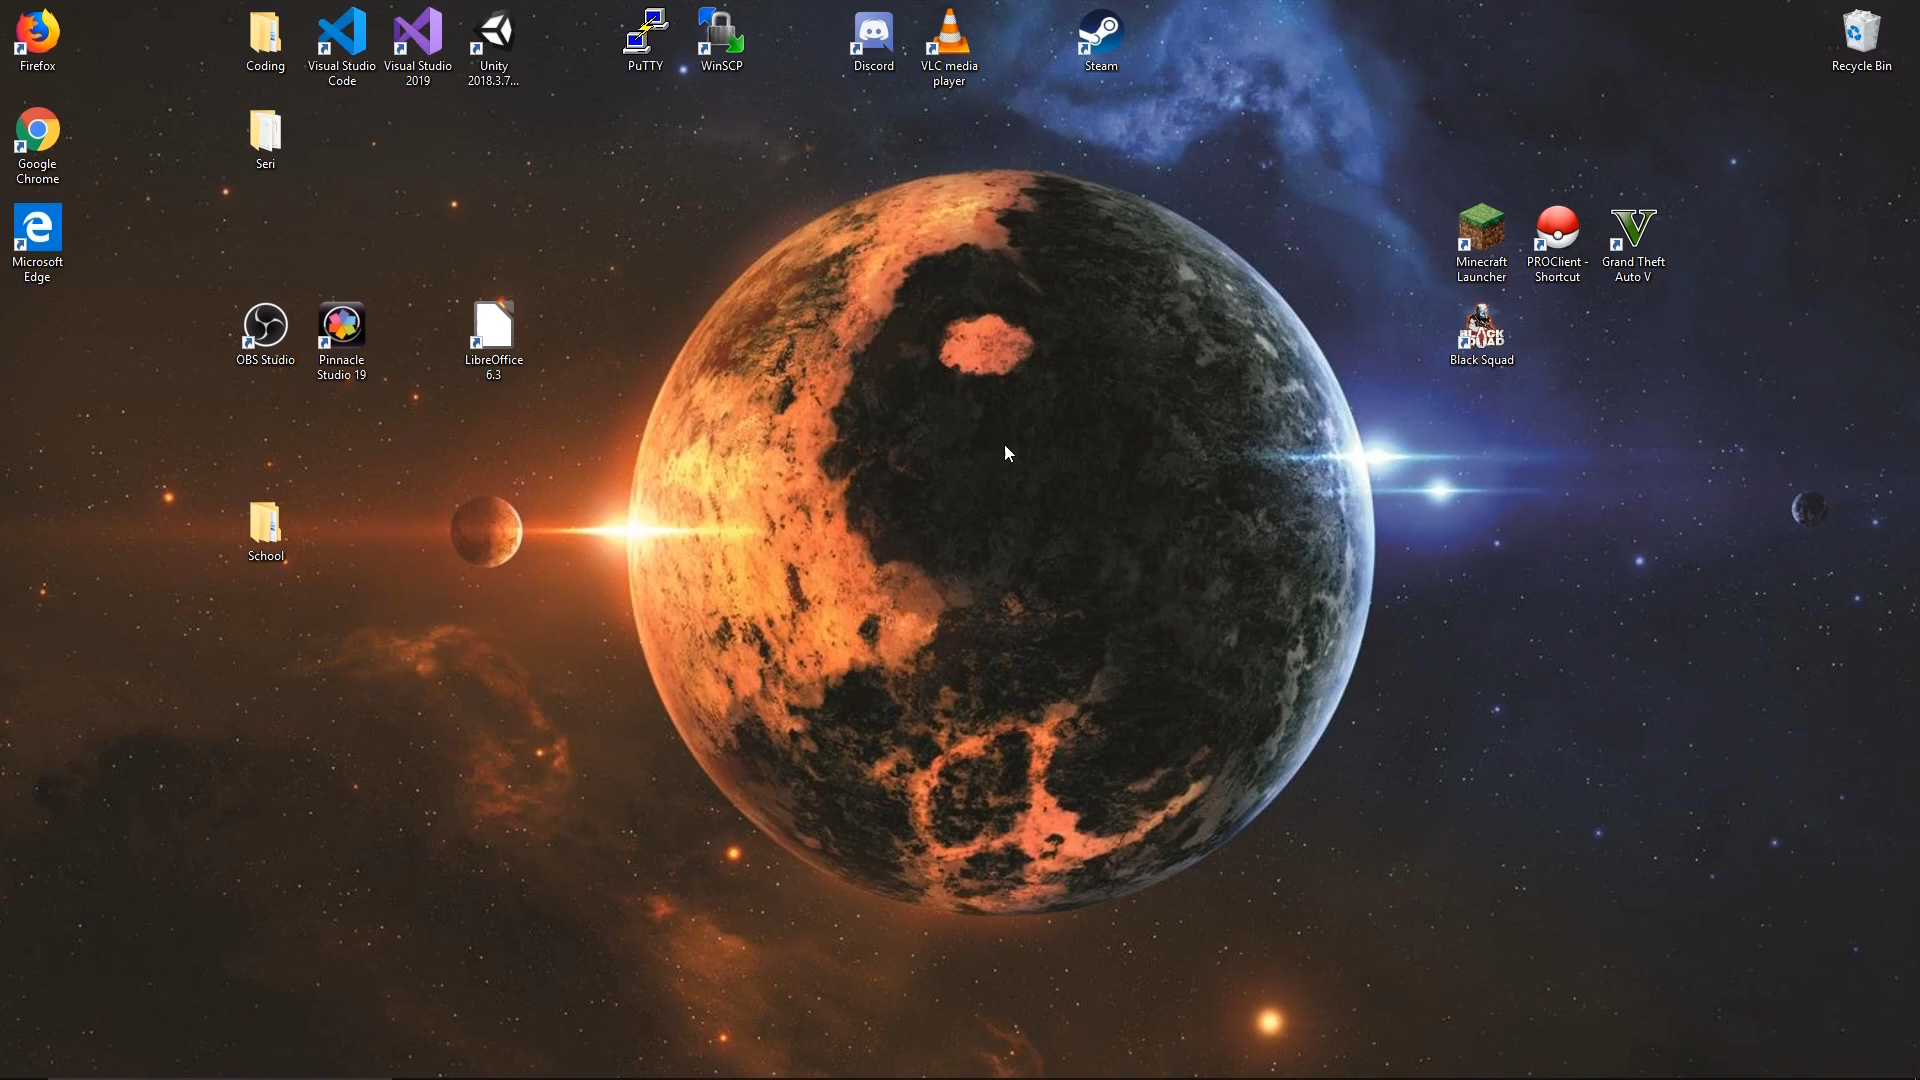 Firefox
Coding
Visual Studio
Code
Visual Studio
2019
Unity
2018.3.7...
PuTTY
WinSCP
Discord
VLC media
player
Steam
Recycle Bin
Google
Chrome
Seri
Microsoft
Edge
Minecraft
Launcher
PROClient -
Shortcut
Grand Theft
Auto V
OBS Studio
Pinnacle
Studio 19
LibreOffice
6.3
BLACK
SQUAD
Black Squad
School